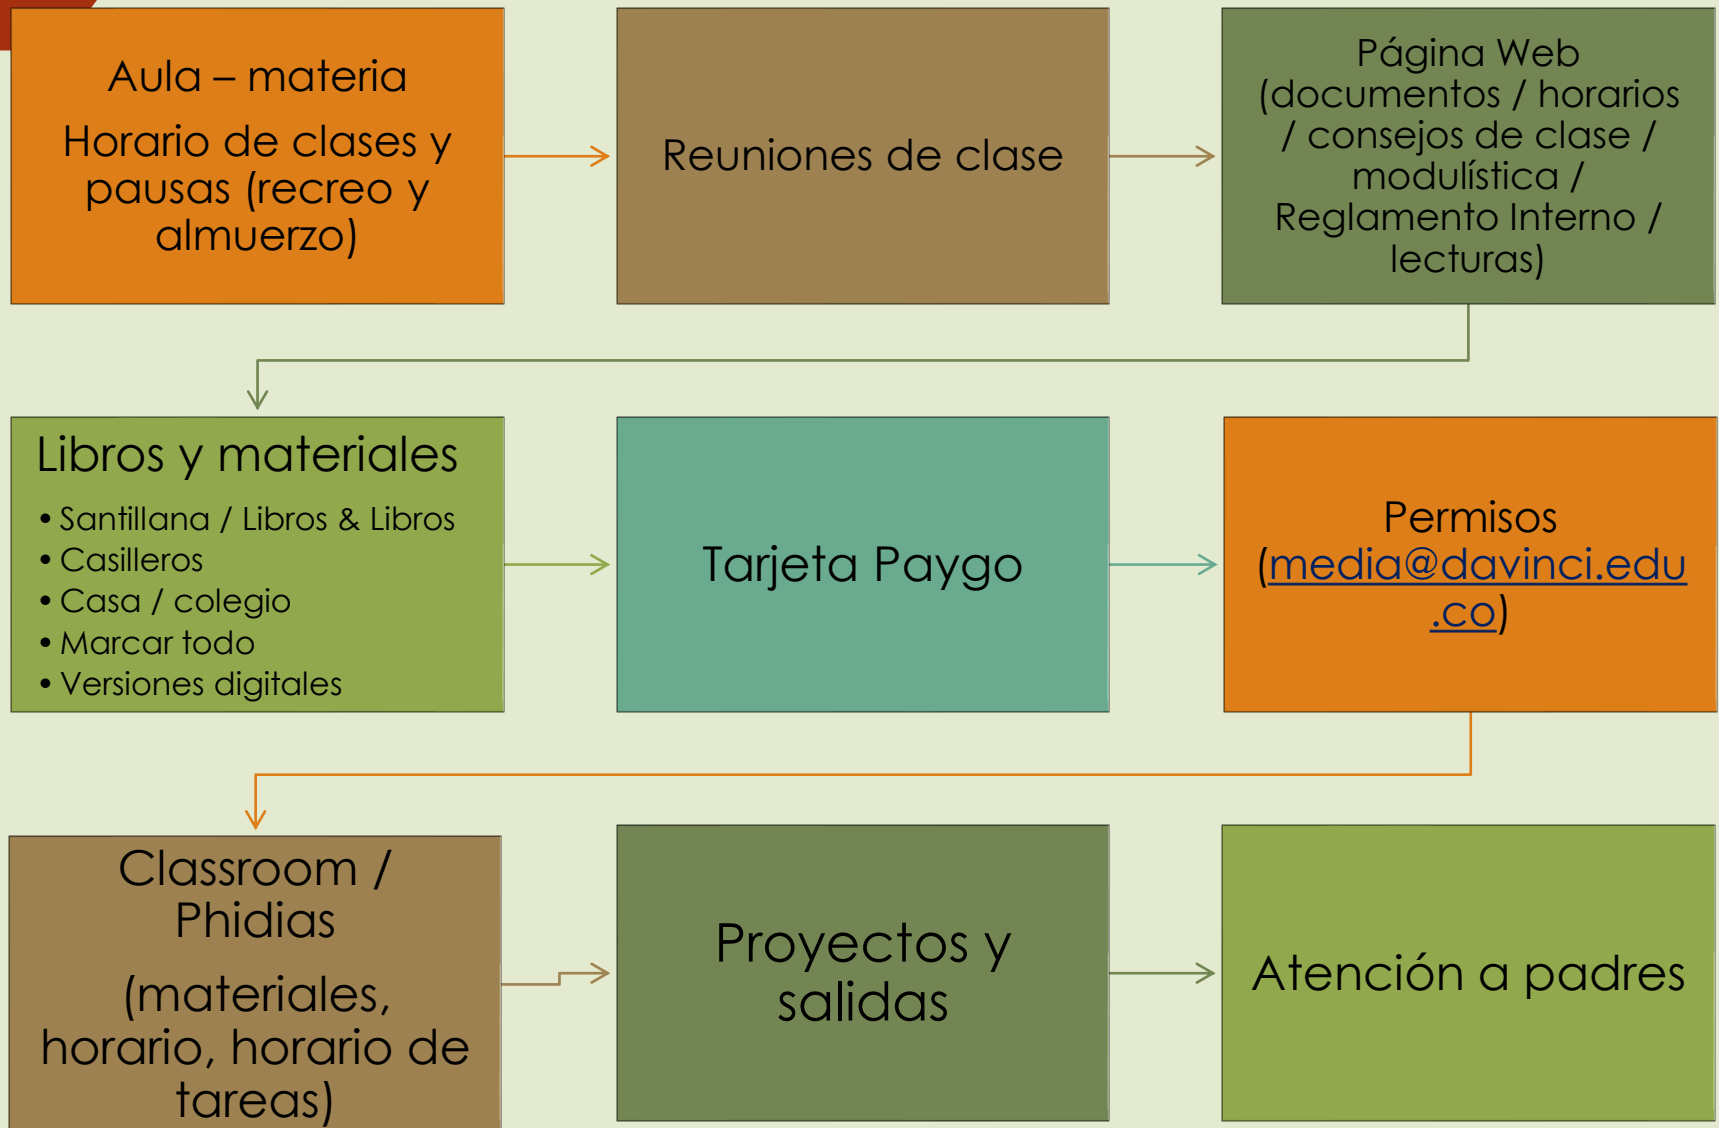 Aula – materia
Horario de clases y
pausas (recreo y
almuerzo)
Reuniones de clase
Página Web
(documentos / horarios
/ consejos de clase /
modulística /
Reglamento Interno /
lecturas)
Libros y materiales
• Santillana / Libros & Libros
• Casilleros
• Casa / colegio
• Marcar todo
• Versiones digitales
Tarjeta Paygo
Permisos
(media@davinci.edu
.co)
Classroom /
Phidias
(materiales,
horario, horario de
tareas)
Proyectos y
salidas
Atención a padres